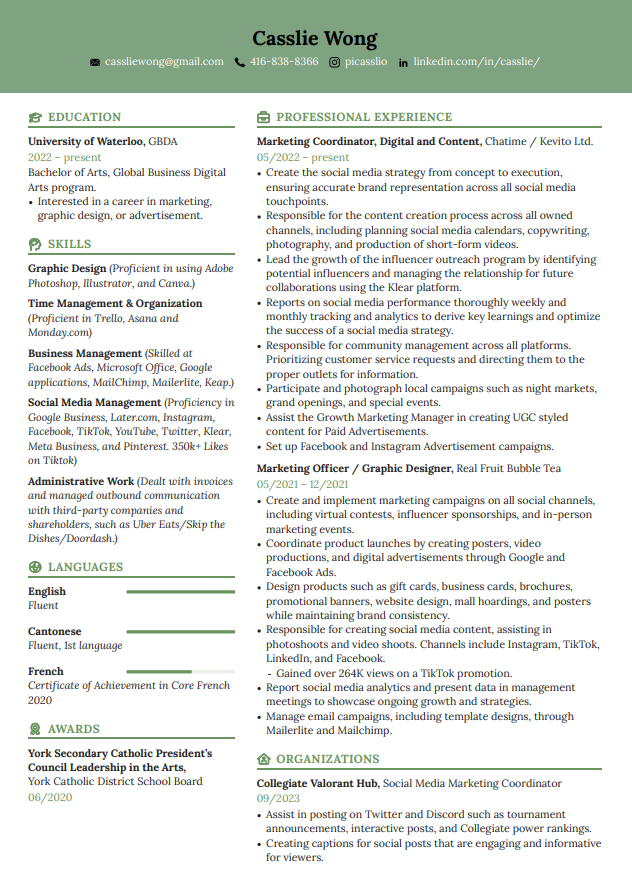 Casslie Wong
cassliewong@gmail.com 416-838-8366 picasslio linkedin.com/in/casslie/
EDUCATION
University of Waterloo, GBDA
2022 – present
Bachelor of Arts, Global Business Digital
Arts program.
• Interested in a career in marketing,
graphic design, or advertisement.
SKILLS
Graphic Design (Proficient in using Adobe
Photoshop, Illustrator, and Canva.)
Time Management & Organization
(Proficient in Trello, Asana and
Monday.com)
Business Management (Skilled at
Facebook Ads, Microsoft Office, Google
applications, MailChimp, Mailerlite, Keap.)
Social Media Management (Proficiency in
Google Business, Later.com, Instagram,
Facebook, TikTok, YouTube, Twitter, Klear,
Meta Business, and Pinterest. 350k+ Likes
on Tiktok)
Administrative Work (Dealt with invoices
and managed outbound communication
with third-party companies and
shareholders, such as Uber Eats/Skip the
Dishes/Doordash.)
LANGUAGES
English
Fluent
Cantonese
Fluent, 1st language
French
Certificate of Achievement in Core French
2020
AWARDS
York Secondary Catholic President's
Council Leadership in the Arts,
York Catholic District School Board
06/2020
PROFESSIONAL EXPERIENCE
Marketing Coordinator, Digital and Content, Chatime / Kevito Ltd.
05/2022 – present
• Create the social media strategy from concept to execution,
ensuring accurate brand representation across all social media
touchpoints.
• Responsible for the content creation process across all owned
channels, including planning social media calendars, copywriting,
photography, and production of short-form videos.
• Lead the growth of the influencer outreach program by identifying
potential influencers and managing the relationship for future
collaborations using the Klear platform.
• Reports on social media performance thoroughly weekly and
monthly tracking and analytics to derive key learnings and optimize
the success of a social media strategy.
• Responsible for community management across all platforms.
Prioritizing customer service requests and directing them to the
proper outlets for information.
• Participate and photograph local campaigns such as night markets,
grand openings, and special events.
• Assist the Growth Marketing Manager in creating UGC styled
content for Paid Advertisements.
• Set up Facebook and Instagram Advertisement campaigns.
Marketing Officer / Graphic Designer, Real Fruit Bubble Tea
05/2021 – 12/2021
• Create and implement marketing campaigns on all social channels,
including virtual contests, influencer sponsorships, and in-person
marketing events.
• Coordinate product launches by creating posters, video
productions, and digital advertisements through Google and
Facebook Ads.
• Design products such as gift cards, business cards, brochures,
promotional banners, website design, mall hoardings, and posters
while maintaining brand consistency.
• Responsible for creating social media content, assisting in
photoshoots and video shoots. Channels include Instagram, TikTok,
LinkedIn, and Facebook.
- Gained over 264K views on a TikTok promotion.
• Report social media analytics and present data in management
meetings to showcase ongoing growth and strategies.
• Manage email campaigns, including template designs, through
Mailerlite and Mailchimp.
ORGANIZATIONS
Collegiate Valorant Hub, Social Media Marketing Coordinator
09/2023
• Assist in posting on Twitter and Discord such as tournament
announcements, interactive posts, and Collegiate power rankings.
• Creating captions for social posts that are engaging and informative
for viewers.